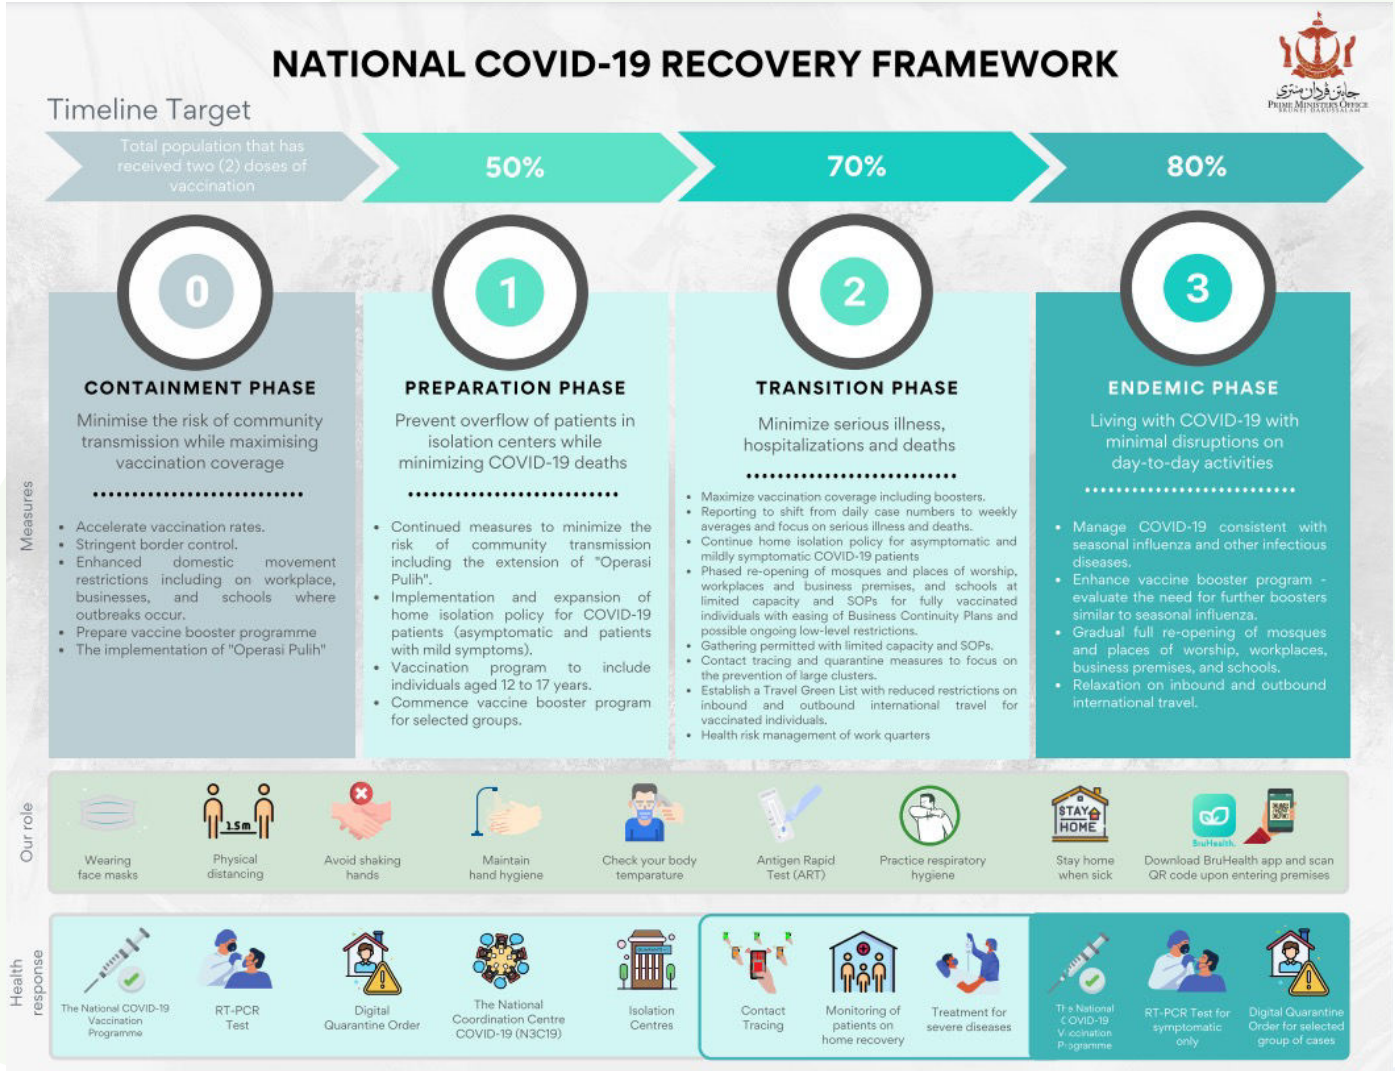 NATIONAL COVID-19 RECOVERY FRAMEWORK
جابتن ڤردان منتري
PRIME MINISTER'S OFFICE
BRUNEI DARUSSALAM
Timeline Target
Total population that has
received two (2) doses of
vaccination
50%
70%
80%
Measures
0
CONTAINMENT PHASE
Minimise the risk of community
transmission while maximising
vaccination coverage
• Accelerate vaccination rates.
• Stringent border control.
• Enhanced domestic movement
restrictions including on workplace,
businesses, and schools where
outbreaks occur.
• Prepare vaccine booster programme
• The implementation of "Operasi Pulih"
1
PREPARATION PHASE
Prevent overflow of patients in
isolation centers while
minimizing COVID-19 deaths
• Continued measures to minimize the
risk of community transmission
including the extension of "Operasi
Pulih".
• Implementation and expansion of
home isolation policy for COVID-19
patients (asymptomatic and patients
with mild symptoms).
• Vaccination program to include
individuals aged 12 to 17 years.
• Commence vaccine booster program
for selected groups.
2
TRANSITION PHASE
Minimize serious illness,
hospitalizations and deaths
• Maximize vaccination coverage including boosters.
• Reporting to shift from daily case numbers to weekly
averages and focus on serious illness and deaths.
• Continue home isolation policy for asymptomatic and
mildly symptomatic COVID-19 patients
• Phased re-opening of mosques and places of worship,
workplaces and business premises, and schools at
limited capacity and SOPs for fully vaccinated
individuals with easing of Business Continuity Plans and
possible ongoing low-level restrictions.
• Gathering permitted with limited capacity and SOPs.
• Contact tracing and quarantine measures to focus on
the prevention of large clusters.
• Establish a Travel Green List with reduced restrictions on
inbound and outbound international travel for
vaccinated individuals.
• Health risk management of work quarters
3
ENDEMIC PHASE
Living with COVID-19 with
minimal disruptions on
day-to-day activities
• Manage COVID-19 consistent with
seasonal influenza and other infectious
diseases.
• Enhance vaccine booster program -
evaluate the need for further boosters
similar to seasonal influenza.
• Gradual full re-opening of mosques
and places of worship, workplaces,
business premises, and schools.
• Relaxation on inbound and outbound
international travel.
Our role
Wearing
face masks
1.5m
Physical
distancing
Avoid shaking
hands
Maintain
hand hygiene
Check your body
temparature
Antigen Rapid
Test (ART)
Practice respiratory
hygiene
STAY
HOME
Stay home
when sick
BruHealth
Download BruHealth app and scan
QR code upon entering premises
Health
response
The National COVID-19
Vaccination
Programme
RT-PCR
Test
Digital
Quarantine Order
The National
Coordination Centre
COVID-19 (N3C19)
Isolation
Centres
Contact
Tracing
Monitoring of
patients on
home recovery
Treatment for
severe diseases
The National
COVID-19
Vaccination
Programme
RT-PCR Test for
symptomatic
only
Digital Quarantine
Order for selected
group of cases